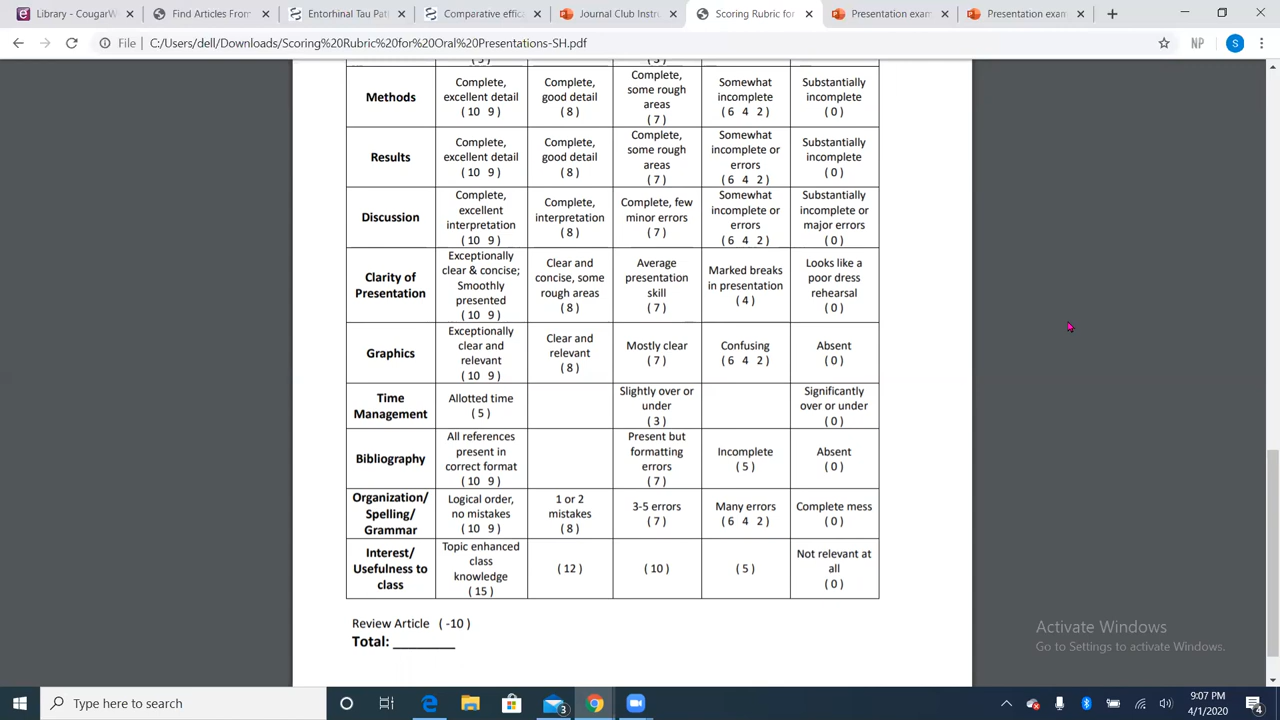 Library - CougarW
Find Articles From
Entorhinal Tau Pati
Comparative effica
Journal Club Instru
Scoring Rubric for
Presentation exam
Presentation exam
File C:/Users/dell/Downloads/Scoring%20Rubric%20for%20Oral%20Presentations-SH.pdf
NP
S
Methods
Complete,
excellent detail
( 10 9 )
Complete,
good detail
( 8 )
Complete,
some rough
areas
( 7 )
Somewhat
incomplete
( 6 4 2 )
Substantially
incomplete
( 0 )
Results
Complete,
excellent detail
( 10 9 )
Complete,
good detail
( 8 )
Complete,
some rough
areas
( 7 )
Somewhat
incomplete or
errors
( 6 4 2 )
Substantially
incomplete
( 0 )
Discussion
Complete,
excellent
interpretation
( 10 9 )
Complete,
interpretation
( 8 )
Complete, few
minor errors
( 7 )
Somewhat
incomplete or
errors
( 6 4 2 )
Substantially
incomplete or
major errors
( 0 )
Clarity of
Presentation
Exceptionally
clear & concise;
Smoothly
presented
( 10 9 )
Clear and
concise, some
rough areas
( 8 )
Average
presentation
skill
( 7 )
Marked breaks
in presentation
( 4 )
Looks like a
poor dress
rehearsal
( 0 )
Graphics
Exceptionally
clear and
relevant
( 10 9 )
Clear and
relevant
( 8 )
Mostly clear
( 7 )
Confusing
( 6 4 2 )
Absent
( 0 )
Time
Management
Allotted time
( 5 )
Slightly over or
under
( 3 )
Significantly
over or under
( 0 )
Bibliography
All references
present in
correct format
( 10 9 )
Present but
formatting
errors
( 7 )
Incomplete
( 5 )
Absent
( 0 )
Organization/
Spelling/
Grammar
Logical order,
no mistakes
( 10 9 )
1 or 2
mistakes
( 8 )
3-5 errors
( 7 )
Many errors
( 6 4 2 )
Complete mess
( 0 )
Interest/
Usefulness to
class
Topic enhanced
class
knowledge
( 15 )
( 12 )
( 10 )
( 5 )
Not relevant at
all
( 0 )
Review Article ( -10 )
Total: ________
Activate Windows
Go to Settings to activate Windows.
Type here to search
3
9:07 PM
4/1/2020
4